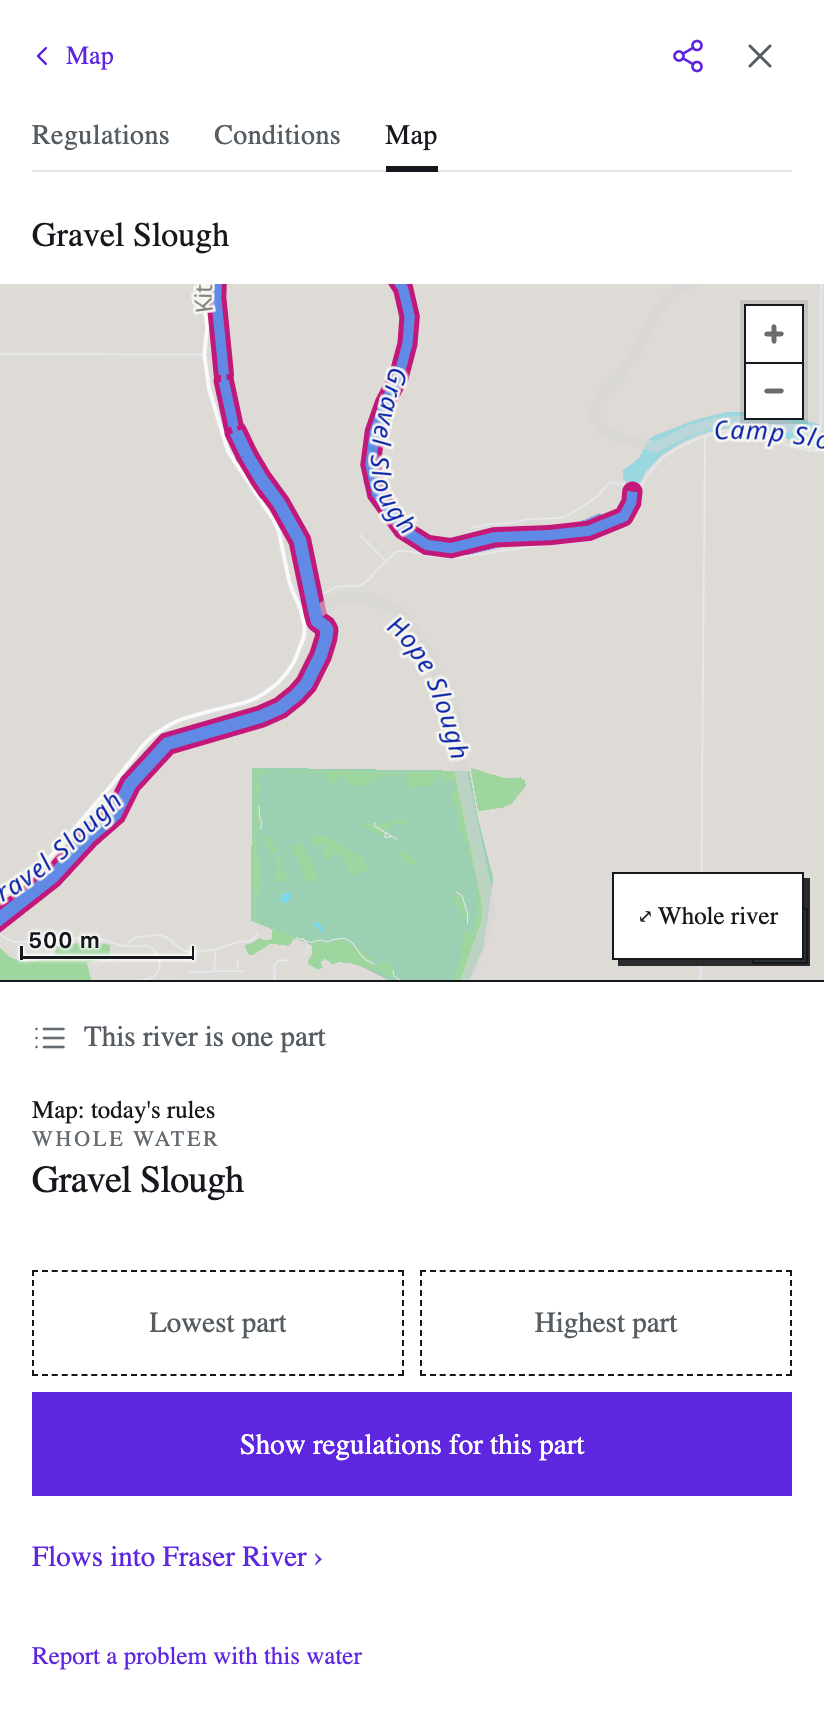 Map
Regulations Conditions Map
Gravel Slough
Kit
+
Gravel Slough
Camp Slo
−
Hope Slough
ravel Slough
Whole river
500 m
This river is one part
Map: today's rules
WHOLE WATER
Gravel Slough
Lowest part Highest part
Show regulations for this part
Flows into Fraser River ›
Report a problem with this water